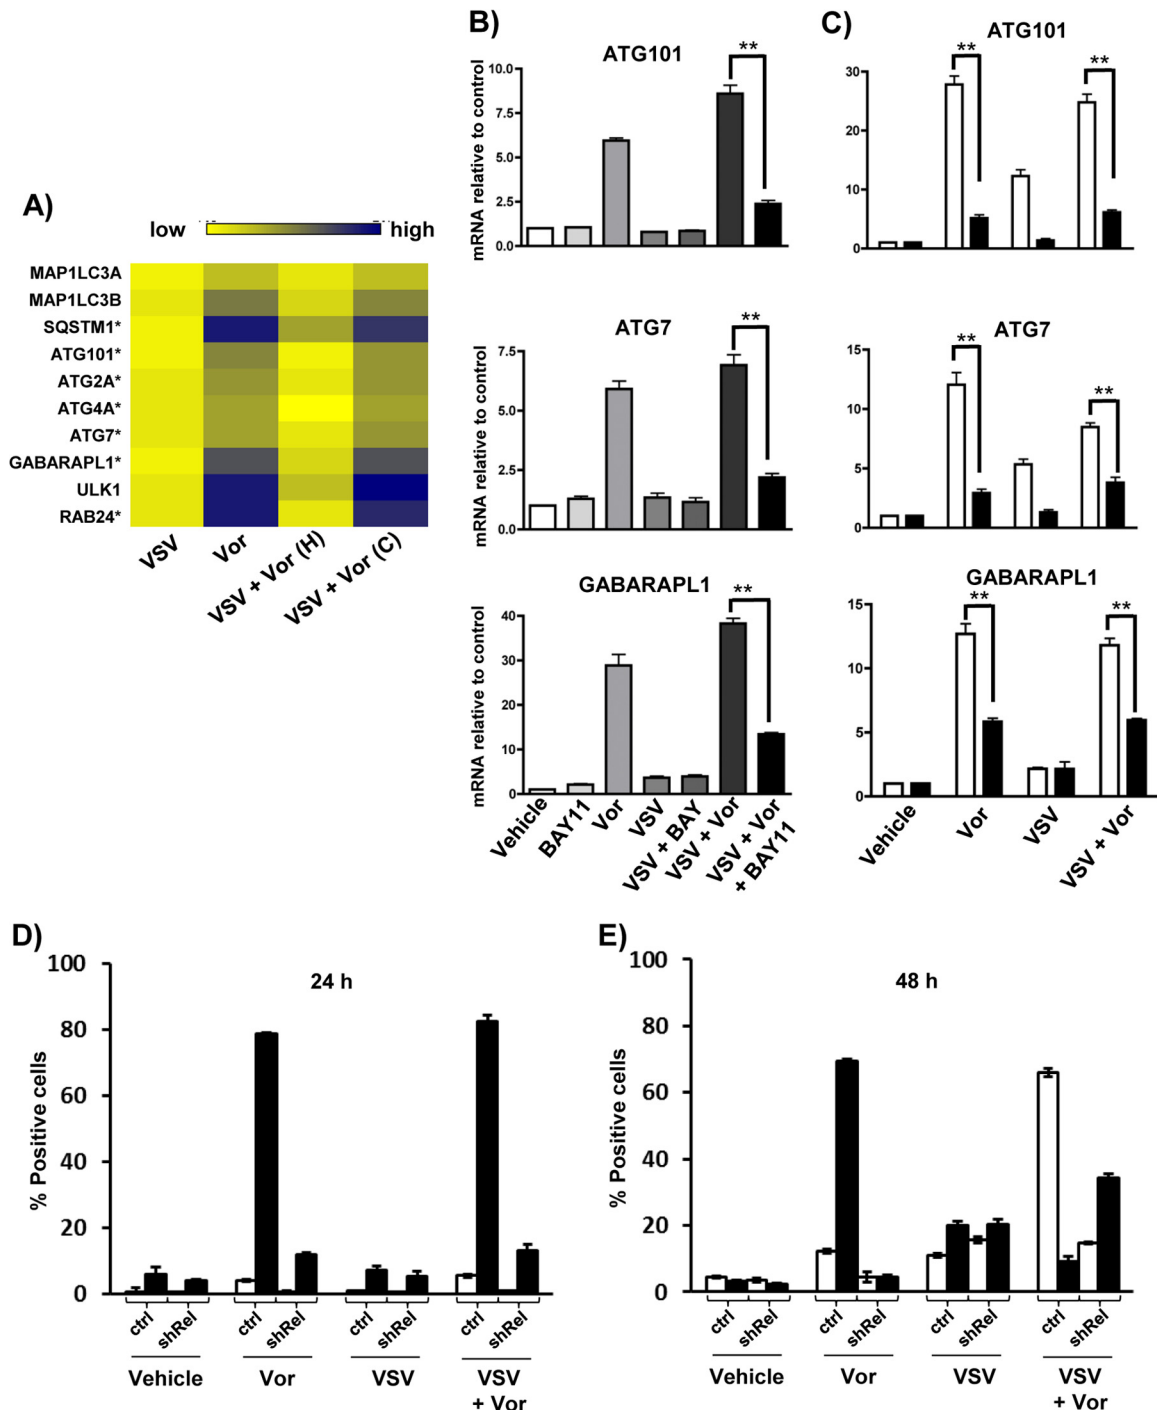 A)
low high
MAP1LC3A
MAP1LC3B
SQSTM1*
ATG101*
ATG2A*
ATG4A*
ATG7*
GABARAPL1*
ULK1
RAB24*
VSV
Vor
VSV + Vor (H)
VSV + Vor (C)
B)
ATG101
**
mRNA relative to control
10.0
7.5
5.0
2.5
0.0
ATG7
**
mRNA relative to control
7.5
5.0
2.5
0.0
GABARAPL1
**
mRNA relative to control
40
30
20
10
0
Vehicle
BAY11
Vor
VSV
VSV + BAY
VSV + Vor
VSV + Vor
+ BAY11
C)
ATG101
** **
30
20
10
0
ATG7
** **
15
10
5
0
GABARAPL1
** **
15
10
5
0
Vehicle
Vor
VSV
VSV + Vor
D)
24 h
% Positive cells
100
80
60
40
20
0
ctrl shRel ctrl shRel ctrl shRel ctrl shRel
Vehicle Vor VSV VSV
+ Vor
E)
48 h
% Positive cells
100
80
60
40
20
0
ctrl shRel ctrl shRel ctrl shRel ctrl shRel
Vehicle Vor VSV VSV
+ Vor